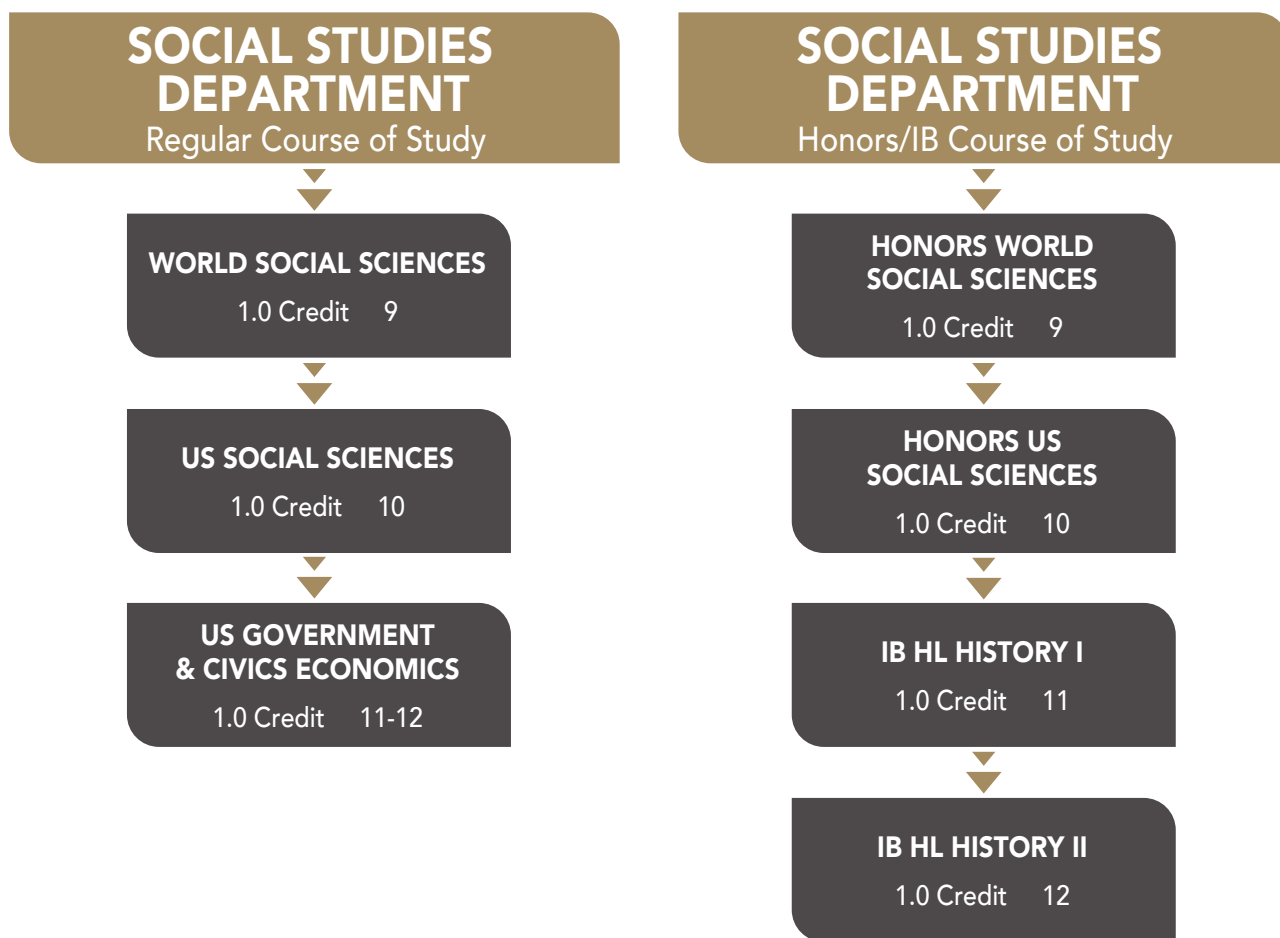 SOCIAL STUDIES
DEPARTMENT
Regular Course of Study
WORLD SOCIAL SCIENCES
1.0 Credit 9
US SOCIAL SCIENCES
1.0 Credit 10
US GOVERNMENT
& CIVICS ECONOMICS
1.0 Credit 11-12
SOCIAL STUDIES
DEPARTMENT
Honors/IB Course of Study
HONORS WORLD
SOCIAL SCIENCES
1.0 Credit 9
HONORS US
SOCIAL SCIENCES
1.0 Credit 10
IB HL HISTORY I
1.0 Credit 11
IB HL HISTORY II
1.0 Credit 12